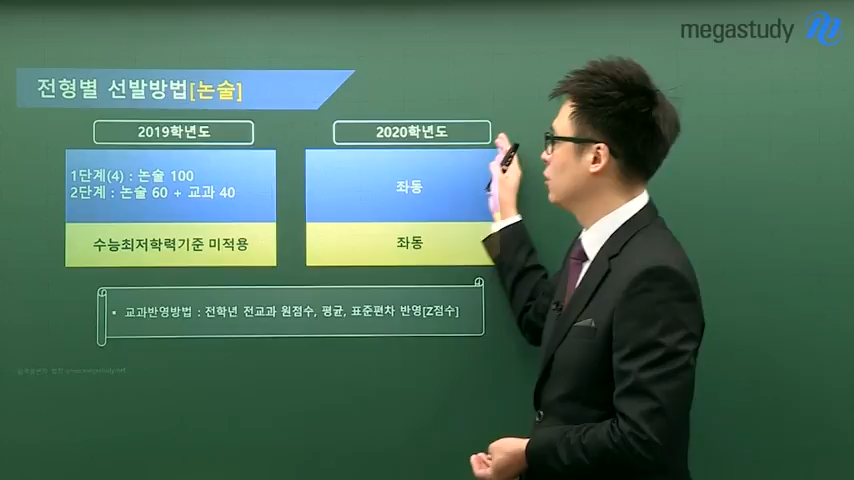 megastudy
전형별 선발방법[논술]
2019학년도
2020학년도
1단계(4) : 논술 100
2단계 : 논술 60 + 교과 40
좌동
수능최저학력기준 미적용
좌동
▪ 교과반영방법 : 전학년 전교과 원점수, 평균, 표준편차 반영[Z점수]